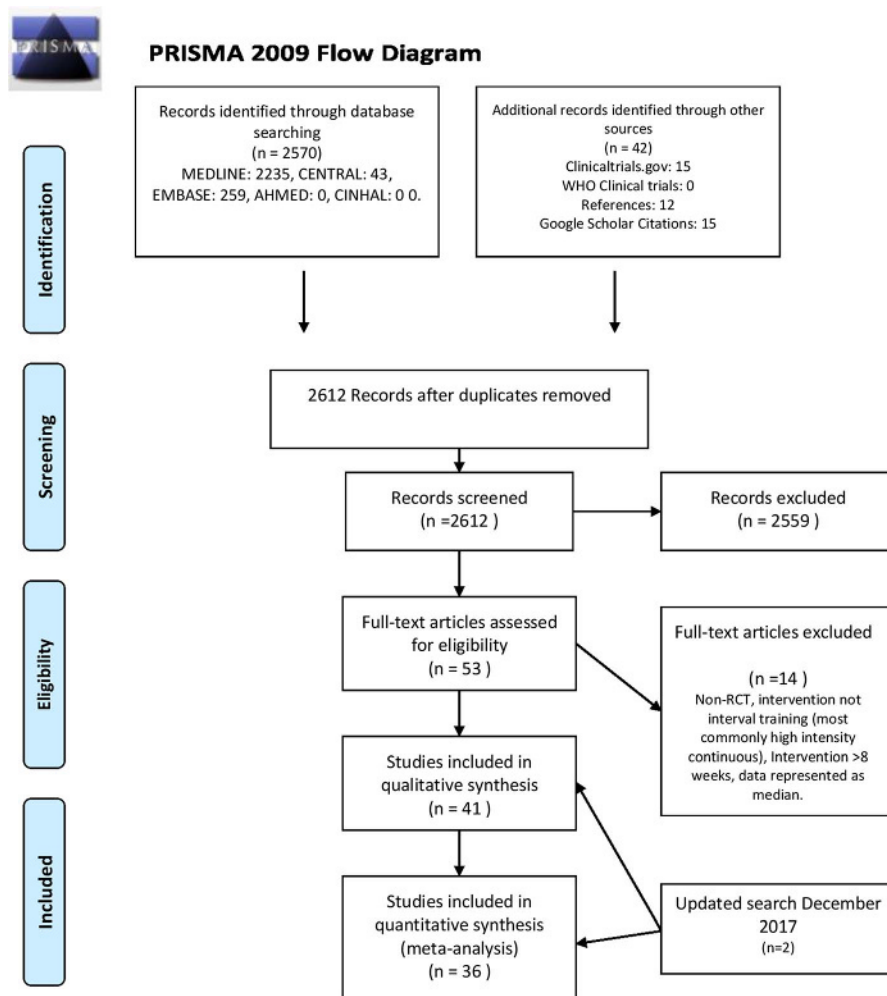 PRISMA
PRISMA 2009 Flow Diagram
Identification
Records identified through database
searching
(n = 2570)
MEDLINE: 2235, CENTRAL: 43,
EMBASE: 259, AHMED: 0, CINHAL: 0 0.
Additional records identified through other
sources
(n = 42)
Clinicaltrials.gov: 15
WHO Clinical trials: 0
References: 12
Google Scholar Citations: 15
Screening
2612 Records after duplicates removed
Records screened
(n =2612 )
Records excluded
(n = 2559 )
Eligibility
Full-text articles assessed
for eligibility
(n = 53 )
Full-text articles excluded
(n =14 )
Non-RCT, intervention not
interval training (most
commonly high intensity
continuous), Intervention >8
weeks, data represented as
median.
Studies included in
qualitative synthesis
(n = 41 )
Included
Studies included in
quantitative synthesis
(meta-analysis)
(n = 36 )
Updated search December
2017
(n=2)